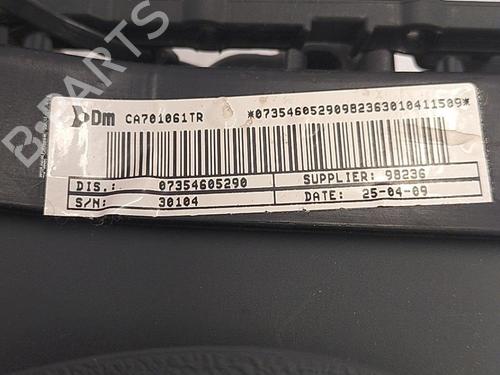 Dm CA701061TR *07354605290982363010411509*
DIS.: 07354605290 SUPPLIER: 98236
S/N: 30104 DATE: 25-04-09
B-PARTS